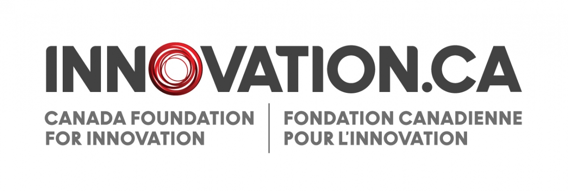 INNOVATION.CA
CANADA FOUNDATION
FOR INNOVATION
FONDATION CANADIENNE
POUR L'INNOVATION